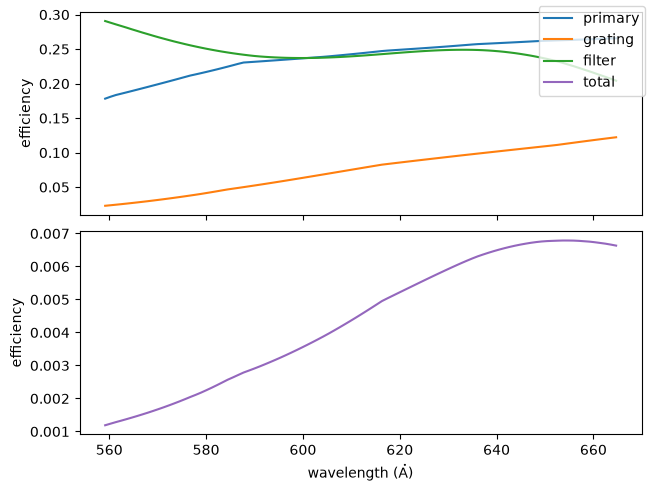 0.30
0.25
0.20
0.15
0.10
0.05
efficiency
primary
grating
filter
total
0.007
0.006
0.005
0.004
0.003
0.002
0.001
efficiency
560 580 600 620 640 660
wavelength (Å)